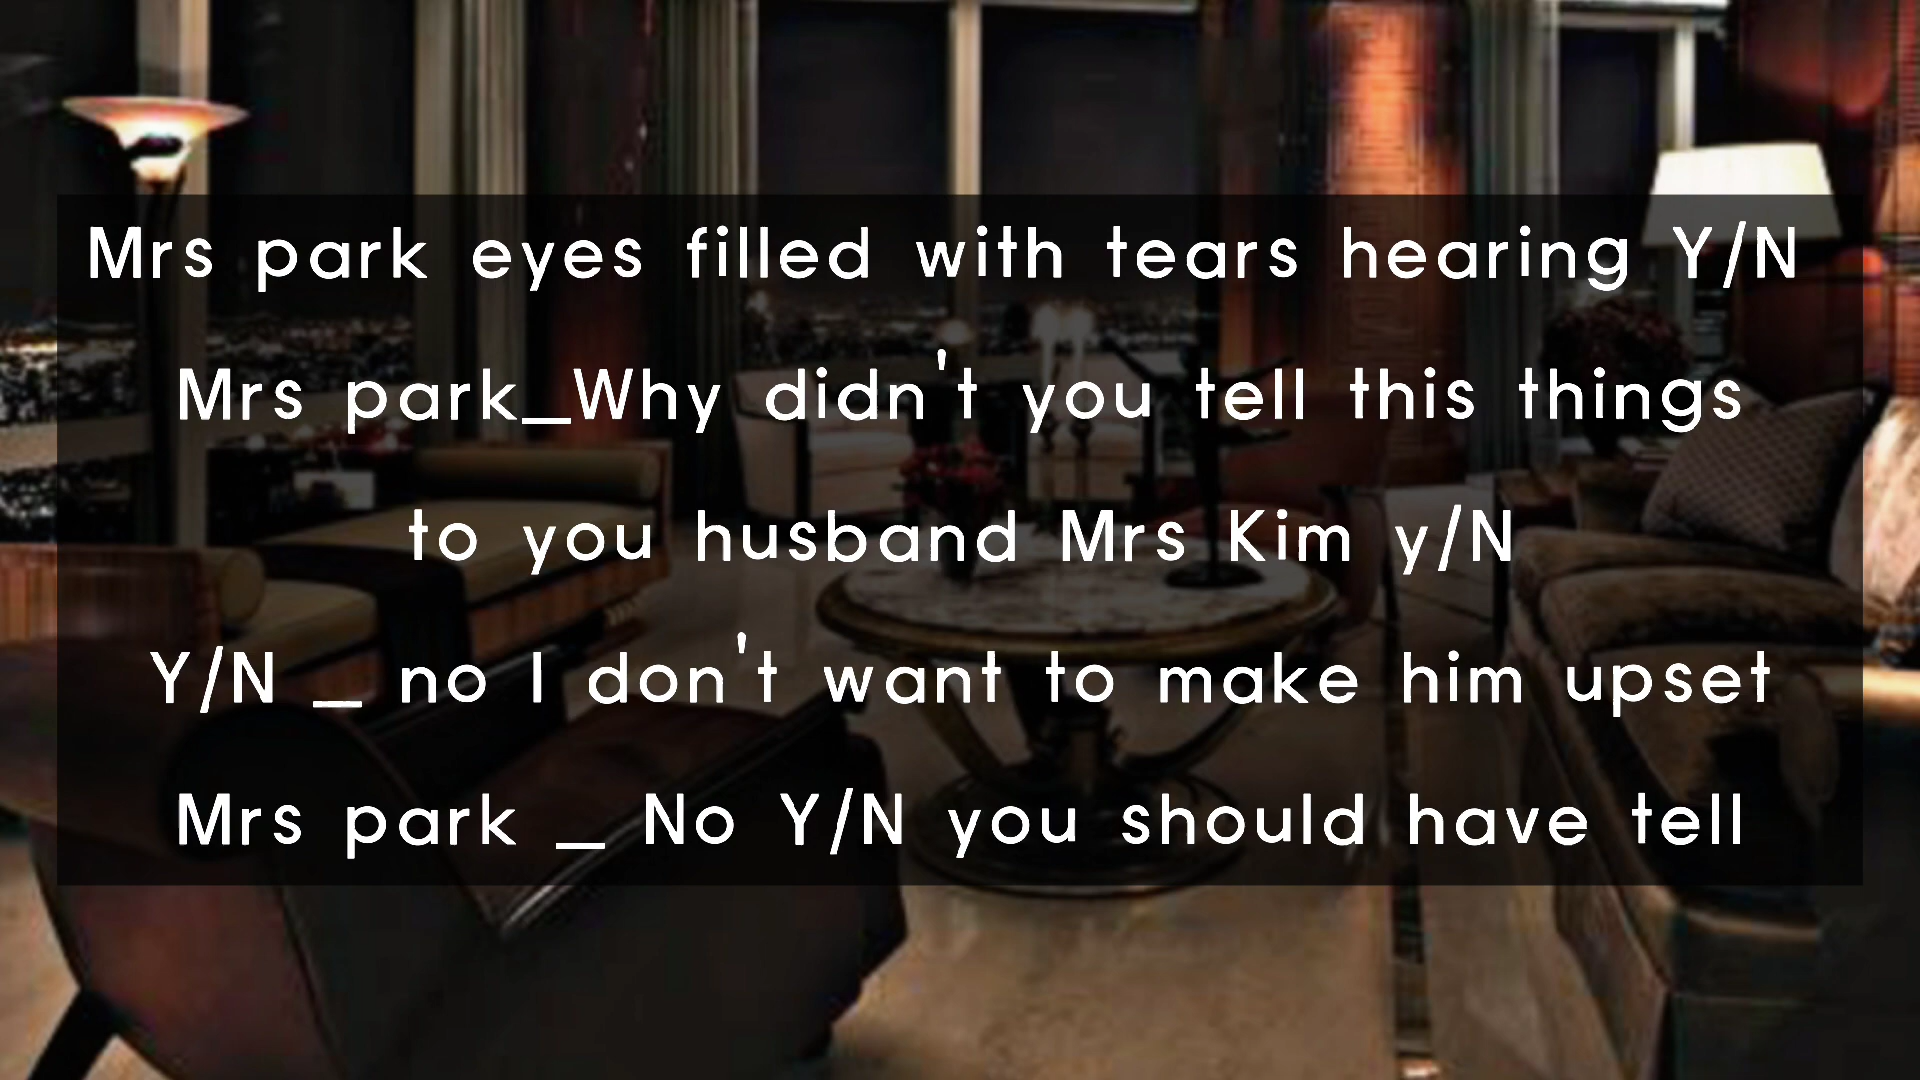 Mrs park eyes filled with tears hearing Y/N
Mrs park_Why didn't you tell this things
to you husband Mrs Kim y/N
Y/N _ no I don't want to make him upset
Mrs park _ No Y/N you should have tell